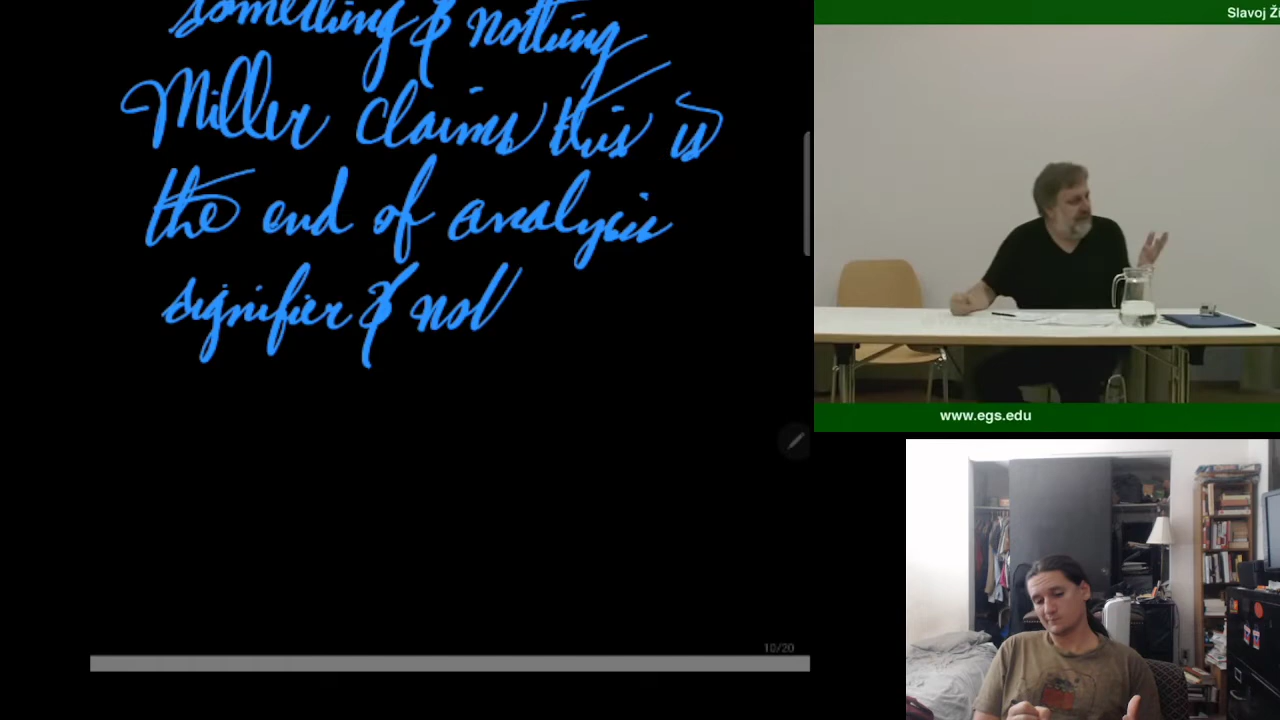 something & nothing
Slavoj Ži
Miller claims this is
the end of analysis
signifier & not
www.egs.edu
10/20